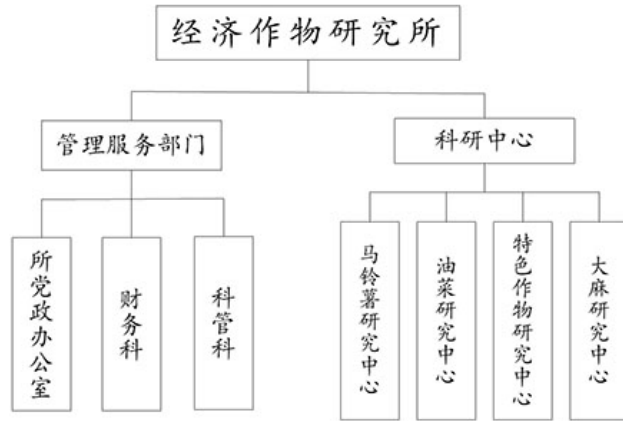 经济作物研究所
管理服务部门
科研中心
所党政办公室
财务科
科管科
马铃薯研究中心
油菜研究中心
特色作物研究中心
大麻研究中心